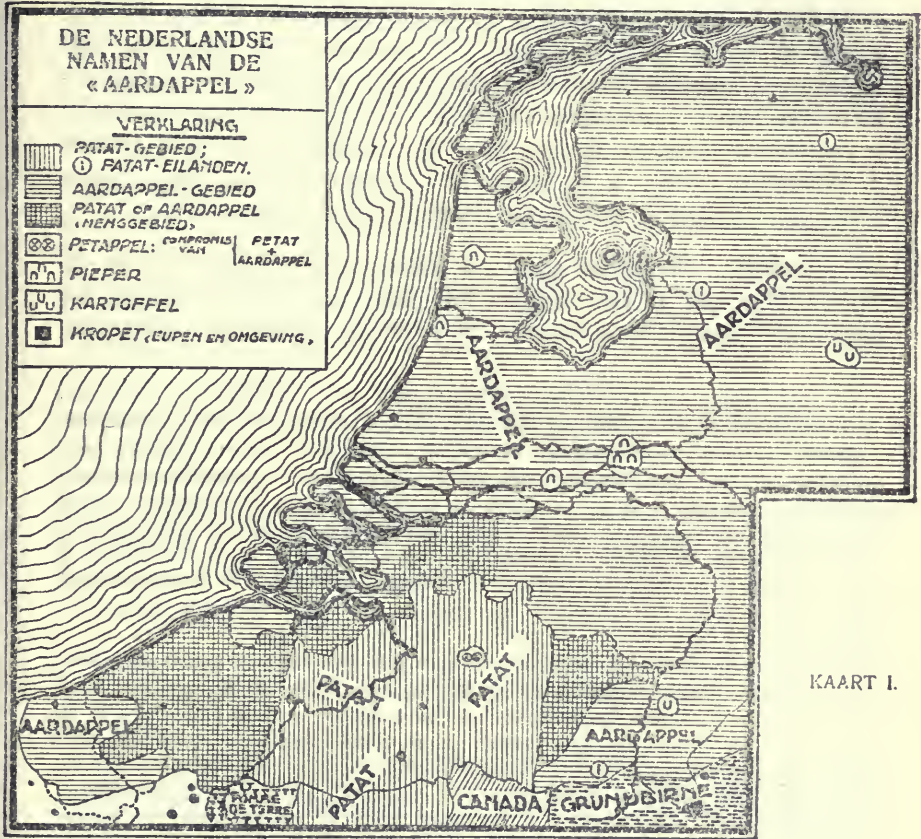 DE NEDERLANDSE
NAMEN VAN DE
« AARDAPPEL »
VERKLARING
PATAT-GEBIED;
I PATAT-EILANDEN.
AARDAPPEL-GEBIED
PATAT OF AARDAPPEL
(MENGGEBIED)
PETAPPEL: COMPROMIS VAN PETAT + AARDAPPEL
PIEPER
KARTOFFEL
KROPET (EUPEN EN OMGEVING)
AARDAPPEL
AARDAPPEL
PATAT
PATAT
KAART I.
AARDAPPEL
AARDAPPEL
PATAT
CANADA
GRUNDBIRNE
DE TERRE